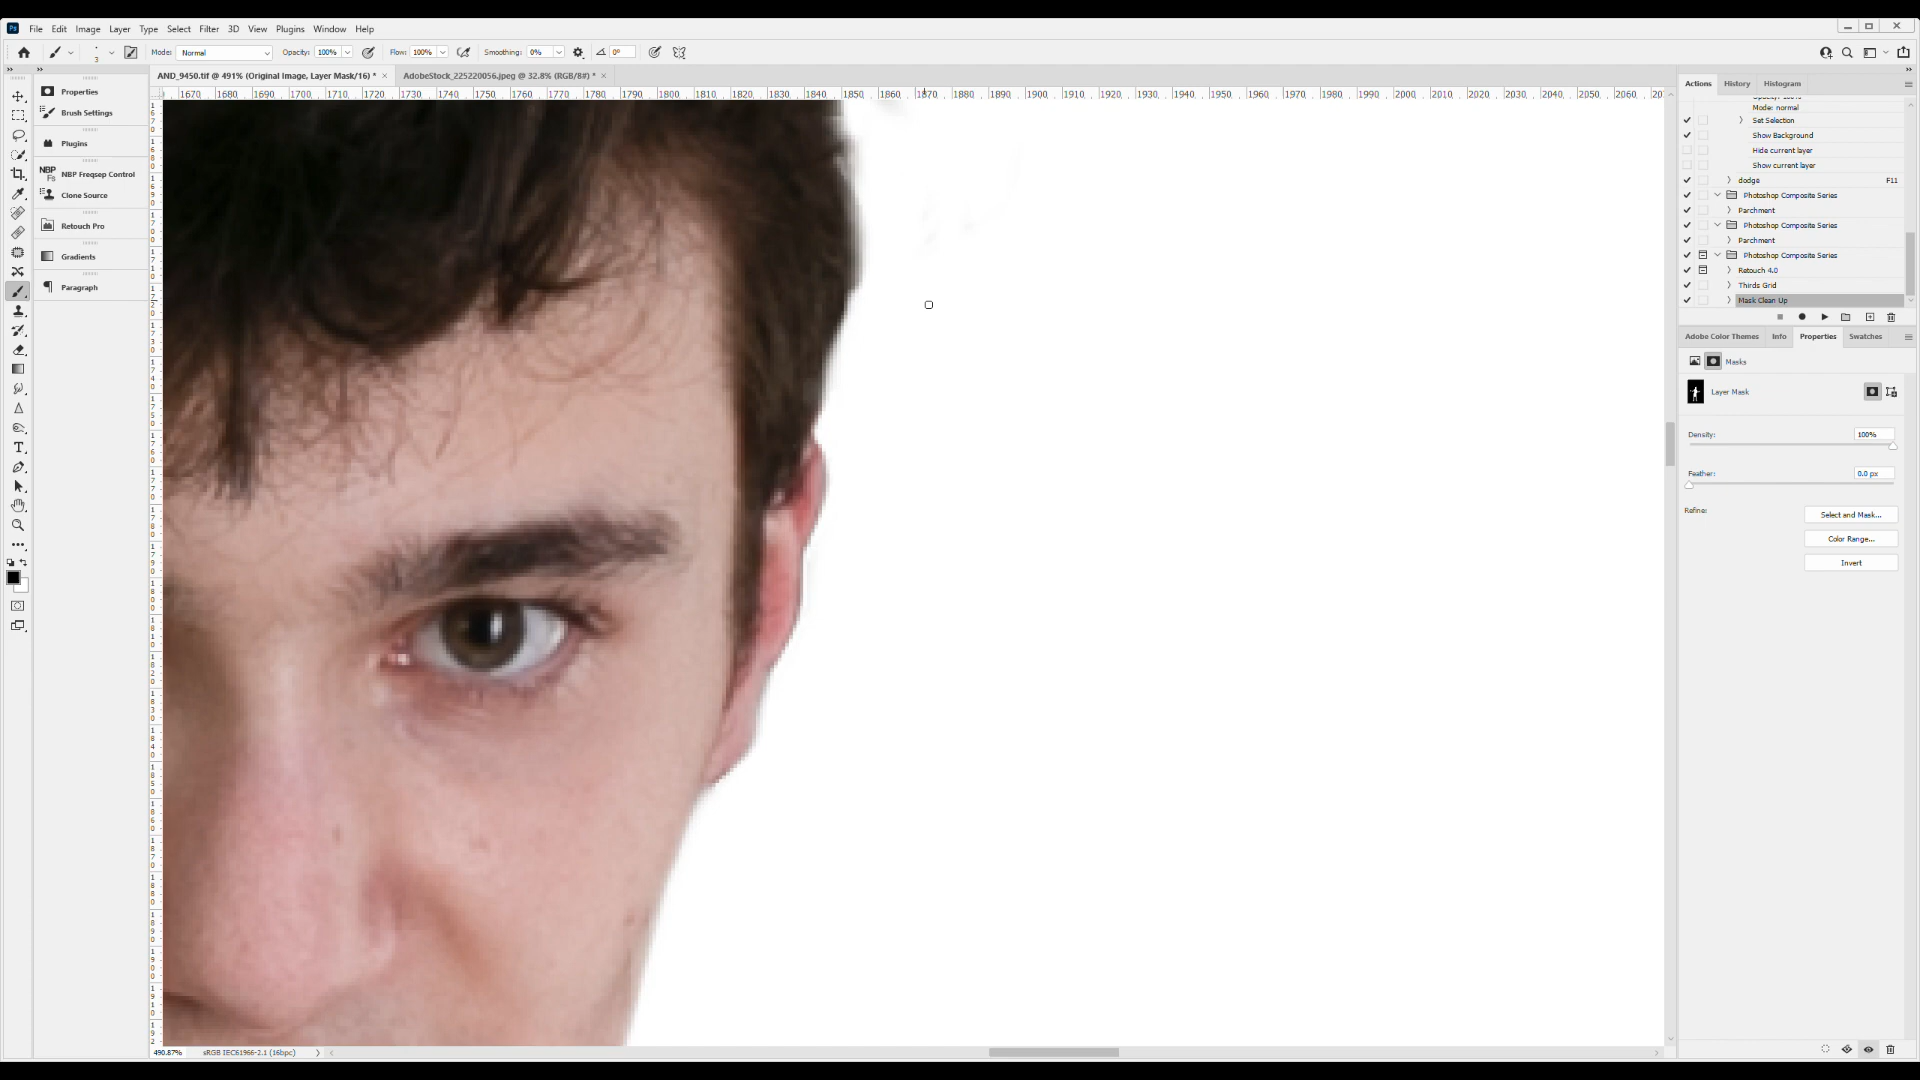 Ps File Edit Image Layer Type Select Filter 3D View Plugins Window Help
3 Mode: Normal Opacity: 100% Flow: 100% Smoothing: 0% 0°
AND_9450.tif @ 491% (Original Image, Layer Mask/16) * × AdobeStock_225220056.jpeg @ 32.8% (RGB/8#) * ×
1670 1680 1690 1700 1710 1720 1730 1740 1750 1760 1770 1780 1790 1800 1810 1820 1830 1840 1850 1860 1870 1880 1890 1900 1910 1920 1930 1940 1950 1960 1970 1980 1990 2000 2010 2020 2030 2040 2050 2060
Properties
Brush Settings
Plugins
NBP Fs NBP Freqsep Control
Clone Source
Retouch Pro
Gradients
Paragraph
Actions History Histogram
Mode: normal
Set Selection
Show Background
Hide current layer
Show current layer
dodge F11
Photoshop Composite Series
Parchment
Photoshop Composite Series
Parchment
Photoshop Composite Series
Retouch 4.0
Thirds Grid
Mask Clean Up
Adobe Color Themes Info Properties Swatches
Masks
Layer Mask
Density: 100%
Feather: 0.0 px
Refine: Select and Mask...
Color Range...
Invert
490.87% sRGB IEC61966-2.1 (16bpc)